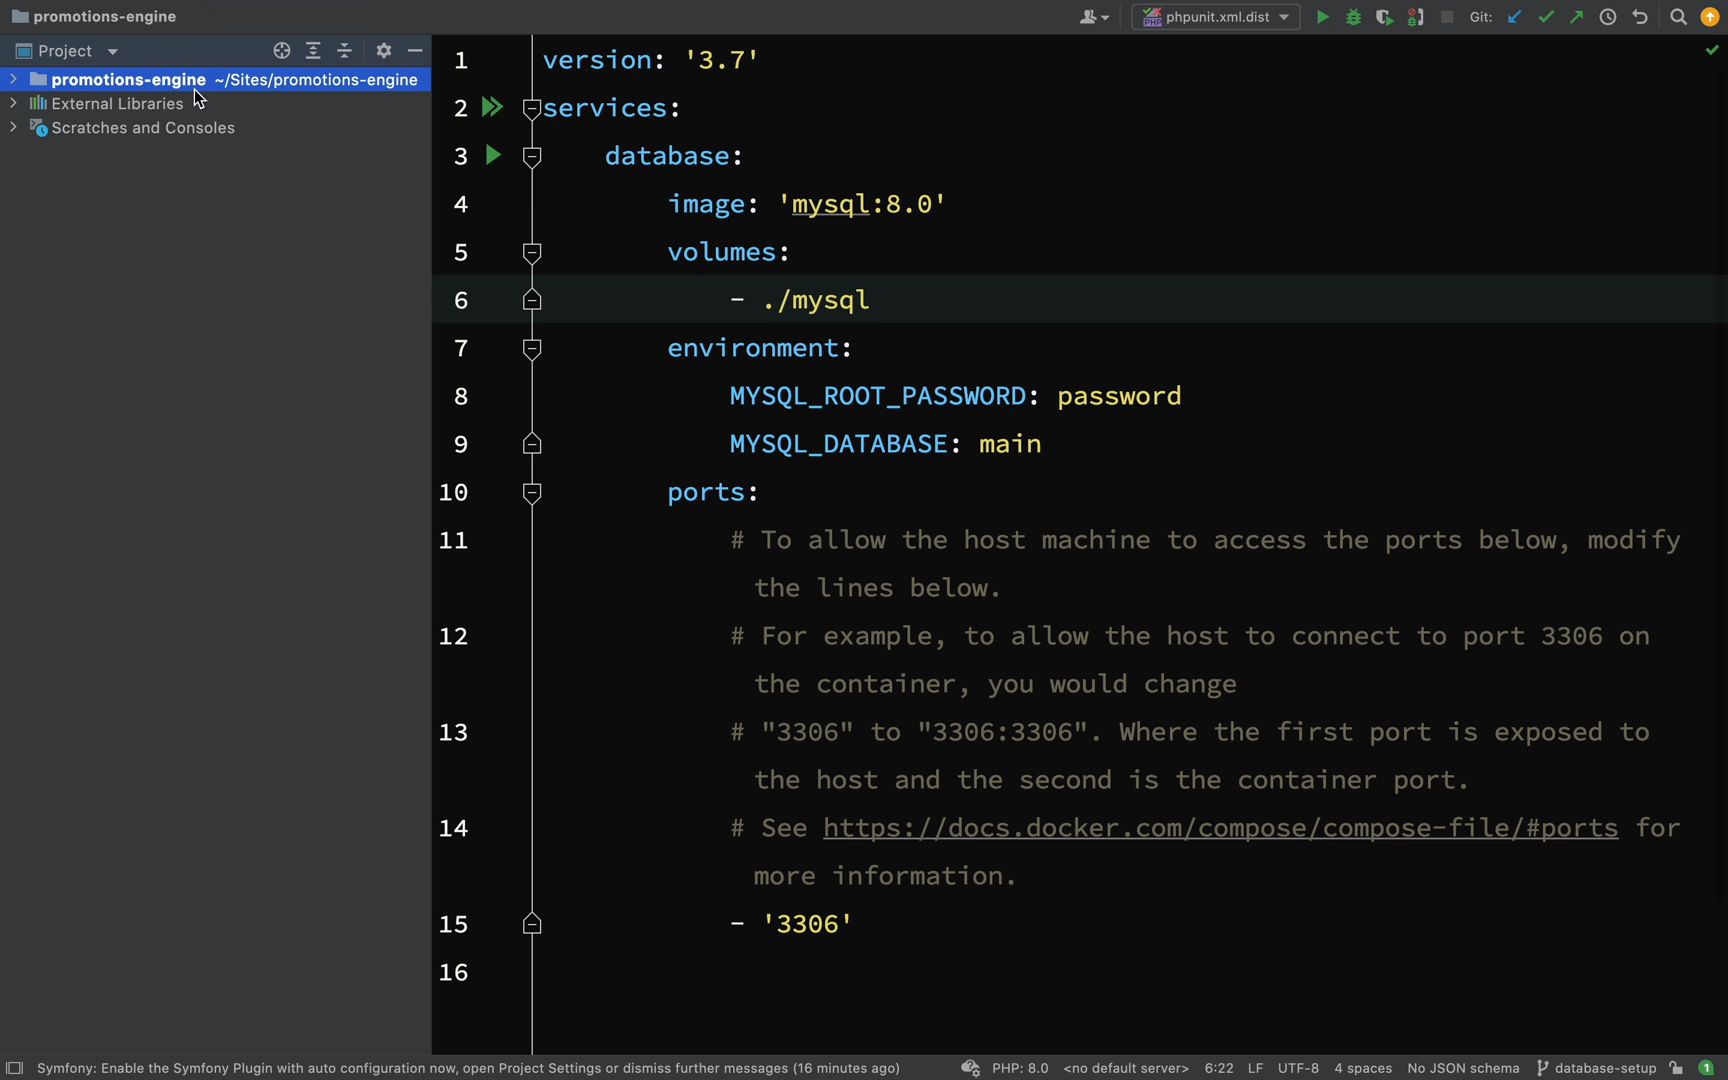 promotions-engine
phpunit.xml.dist
Git:
Project
promotions-engine ~/Sites/promotions-engine
External Libraries
Scratches and Consoles
1 version: '3.7'
2 services:
3 database:
4 image: 'mysql:8.0'
5 volumes:
6 - ./mysql
7 environment:
8 MYSQL_ROOT_PASSWORD: password
9 MYSQL_DATABASE: main
10 ports:
11 # To allow the host machine to access the ports below, modify
the lines below.
12 # For example, to allow the host to connect to port 3306 on
the container, you would change
13 # "3306" to "3306:3306". Where the first port is exposed to
the host and the second is the container port.
14 # See https://docs.docker.com/compose/compose-file/#ports for
more information.
15 - '3306'
16
Symfony: Enable the Symfony Plugin with auto configuration now, open Project Settings or dismiss further messages (16 minutes ago) PHP: 8.0 <no default server> 6:22 LF UTF-8 4 spaces No JSON schema database-setup 1